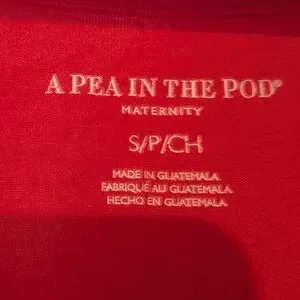 A PEA IN THE POD®
MATERNITY
S/P/CH
MADE IN GUATEMALA.
FABRIQUÉ AU GUATEMALA.
HECHO EN GUATEMALA.